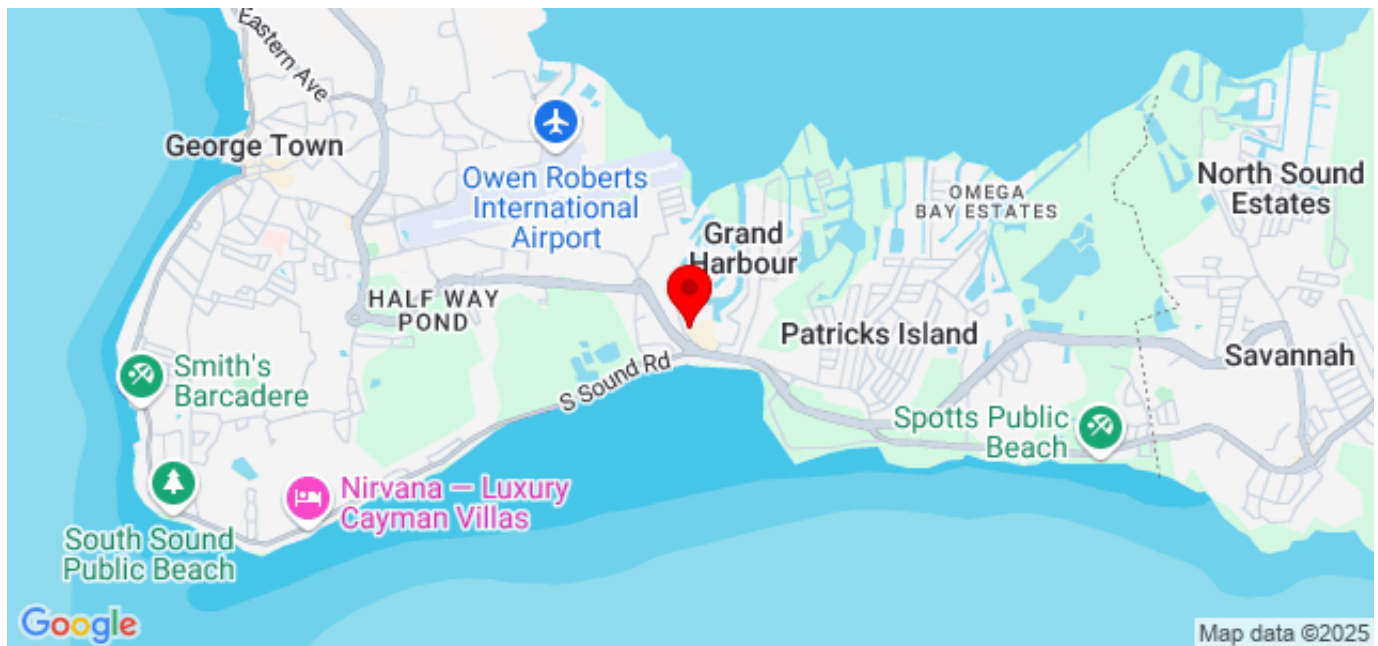 Eastern Ave
George Town
Owen Roberts
International
Airport
Grand
Harbour
OMEGA
BAY ESTATES
North Sound
Estates
HALF WAY
POND
Patricks Island
Savannah
Smith's
Barcadere
S Sound Rd
Spotts Public
Beach
Nirvana — Luxury
Cayman Villas
South Sound
Public Beach
Google
Map data ©2025